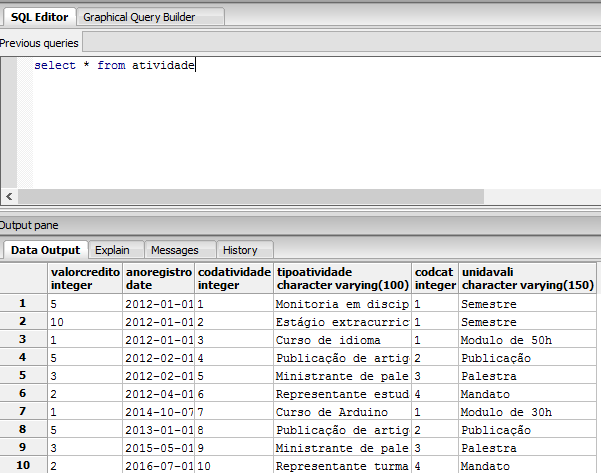 SQL Editor Graphical Query Builder
Previous queries
select * from atividade
Output pane
Data Output Explain Messages History
valorcredito anoregistro codatividade tipoatividade codcat unidavali
integer date integer character varying(100) integer character varying(150)
1 5 2012-01-01 1 Monitoria em discip 1 Semestre
2 10 2012-01-01 2 Estágio extracurric 1 Semestre
3 1 2012-01-01 3 Curso de idioma 1 Modulo de 50h
4 5 2012-02-01 4 Publicação de artig 2 Publicação
5 3 2012-02-01 5 Ministrante de pale 3 Palestra
6 2 2012-04-01 6 Representante estud 4 Mandato
7 1 2014-10-07 7 Curso de Arduino 1 Modulo de 30h
8 5 2013-01-01 8 Publicação de artig 2 Publicação
9 3 2015-05-01 9 Ministrante de pale 3 Palestra
10 2 2016-07-01 10 Representante turma 4 Mandato